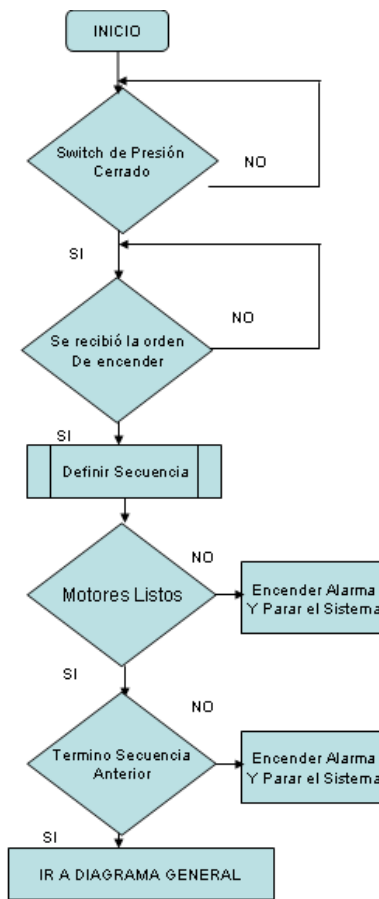 INICIO
Switch de Presión
Cerrado
NO
SI
Se recibió la orden
De encender
NO
SI
Definir Secuencia
Motores Listos
NO
Encender Alarma
Y Parar el Sistema
SI
Termino Secuencia
Anterior
NO
Encender Alarma
Y Parar el Sistema
SI
IR A DIAGRAMA GENERAL